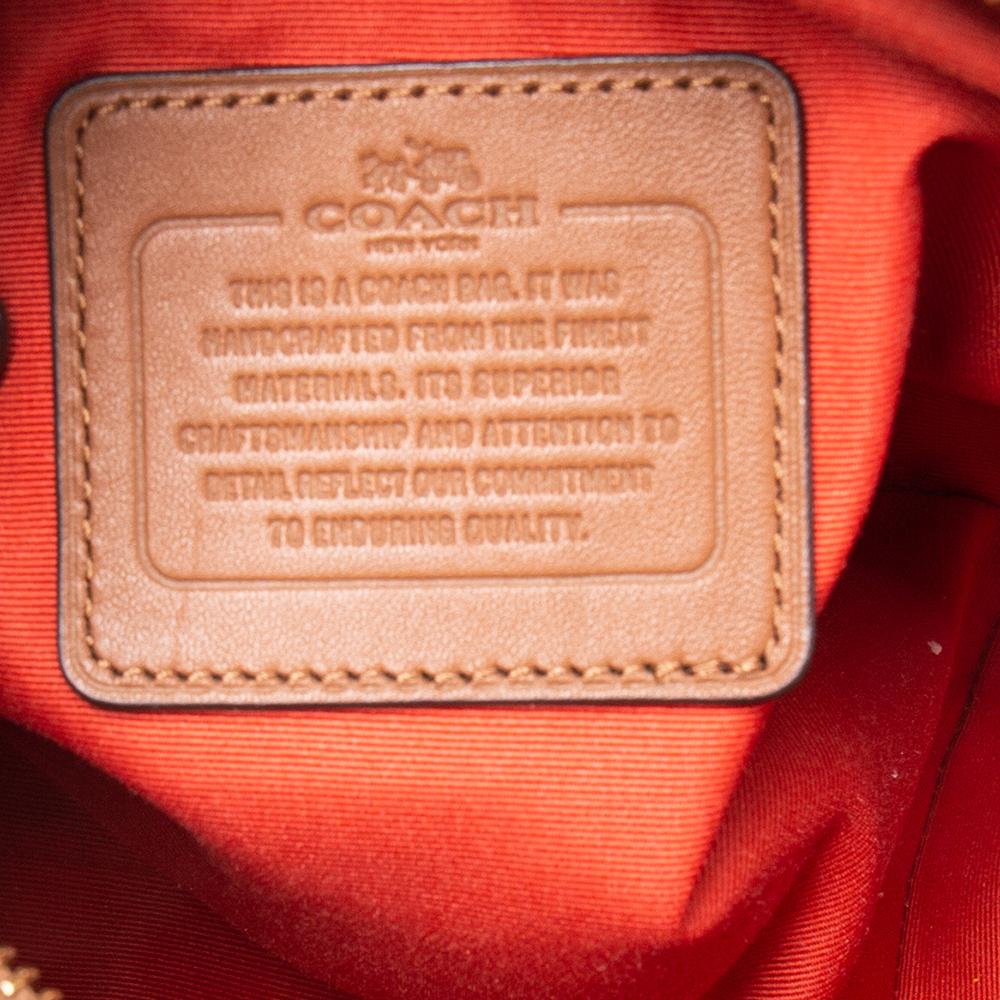 COACH
NEW YORK
THIS IS A COACH BAG. IT WAS
HANDCRAFTED FROM THE FINEST
MATERIALS. ITS SUPERIOR
CRAFTSMANSHIP AND ATTENTION TO
DETAIL REFLECT OUR COMMITMENT
TO ENDURING QUALITY.